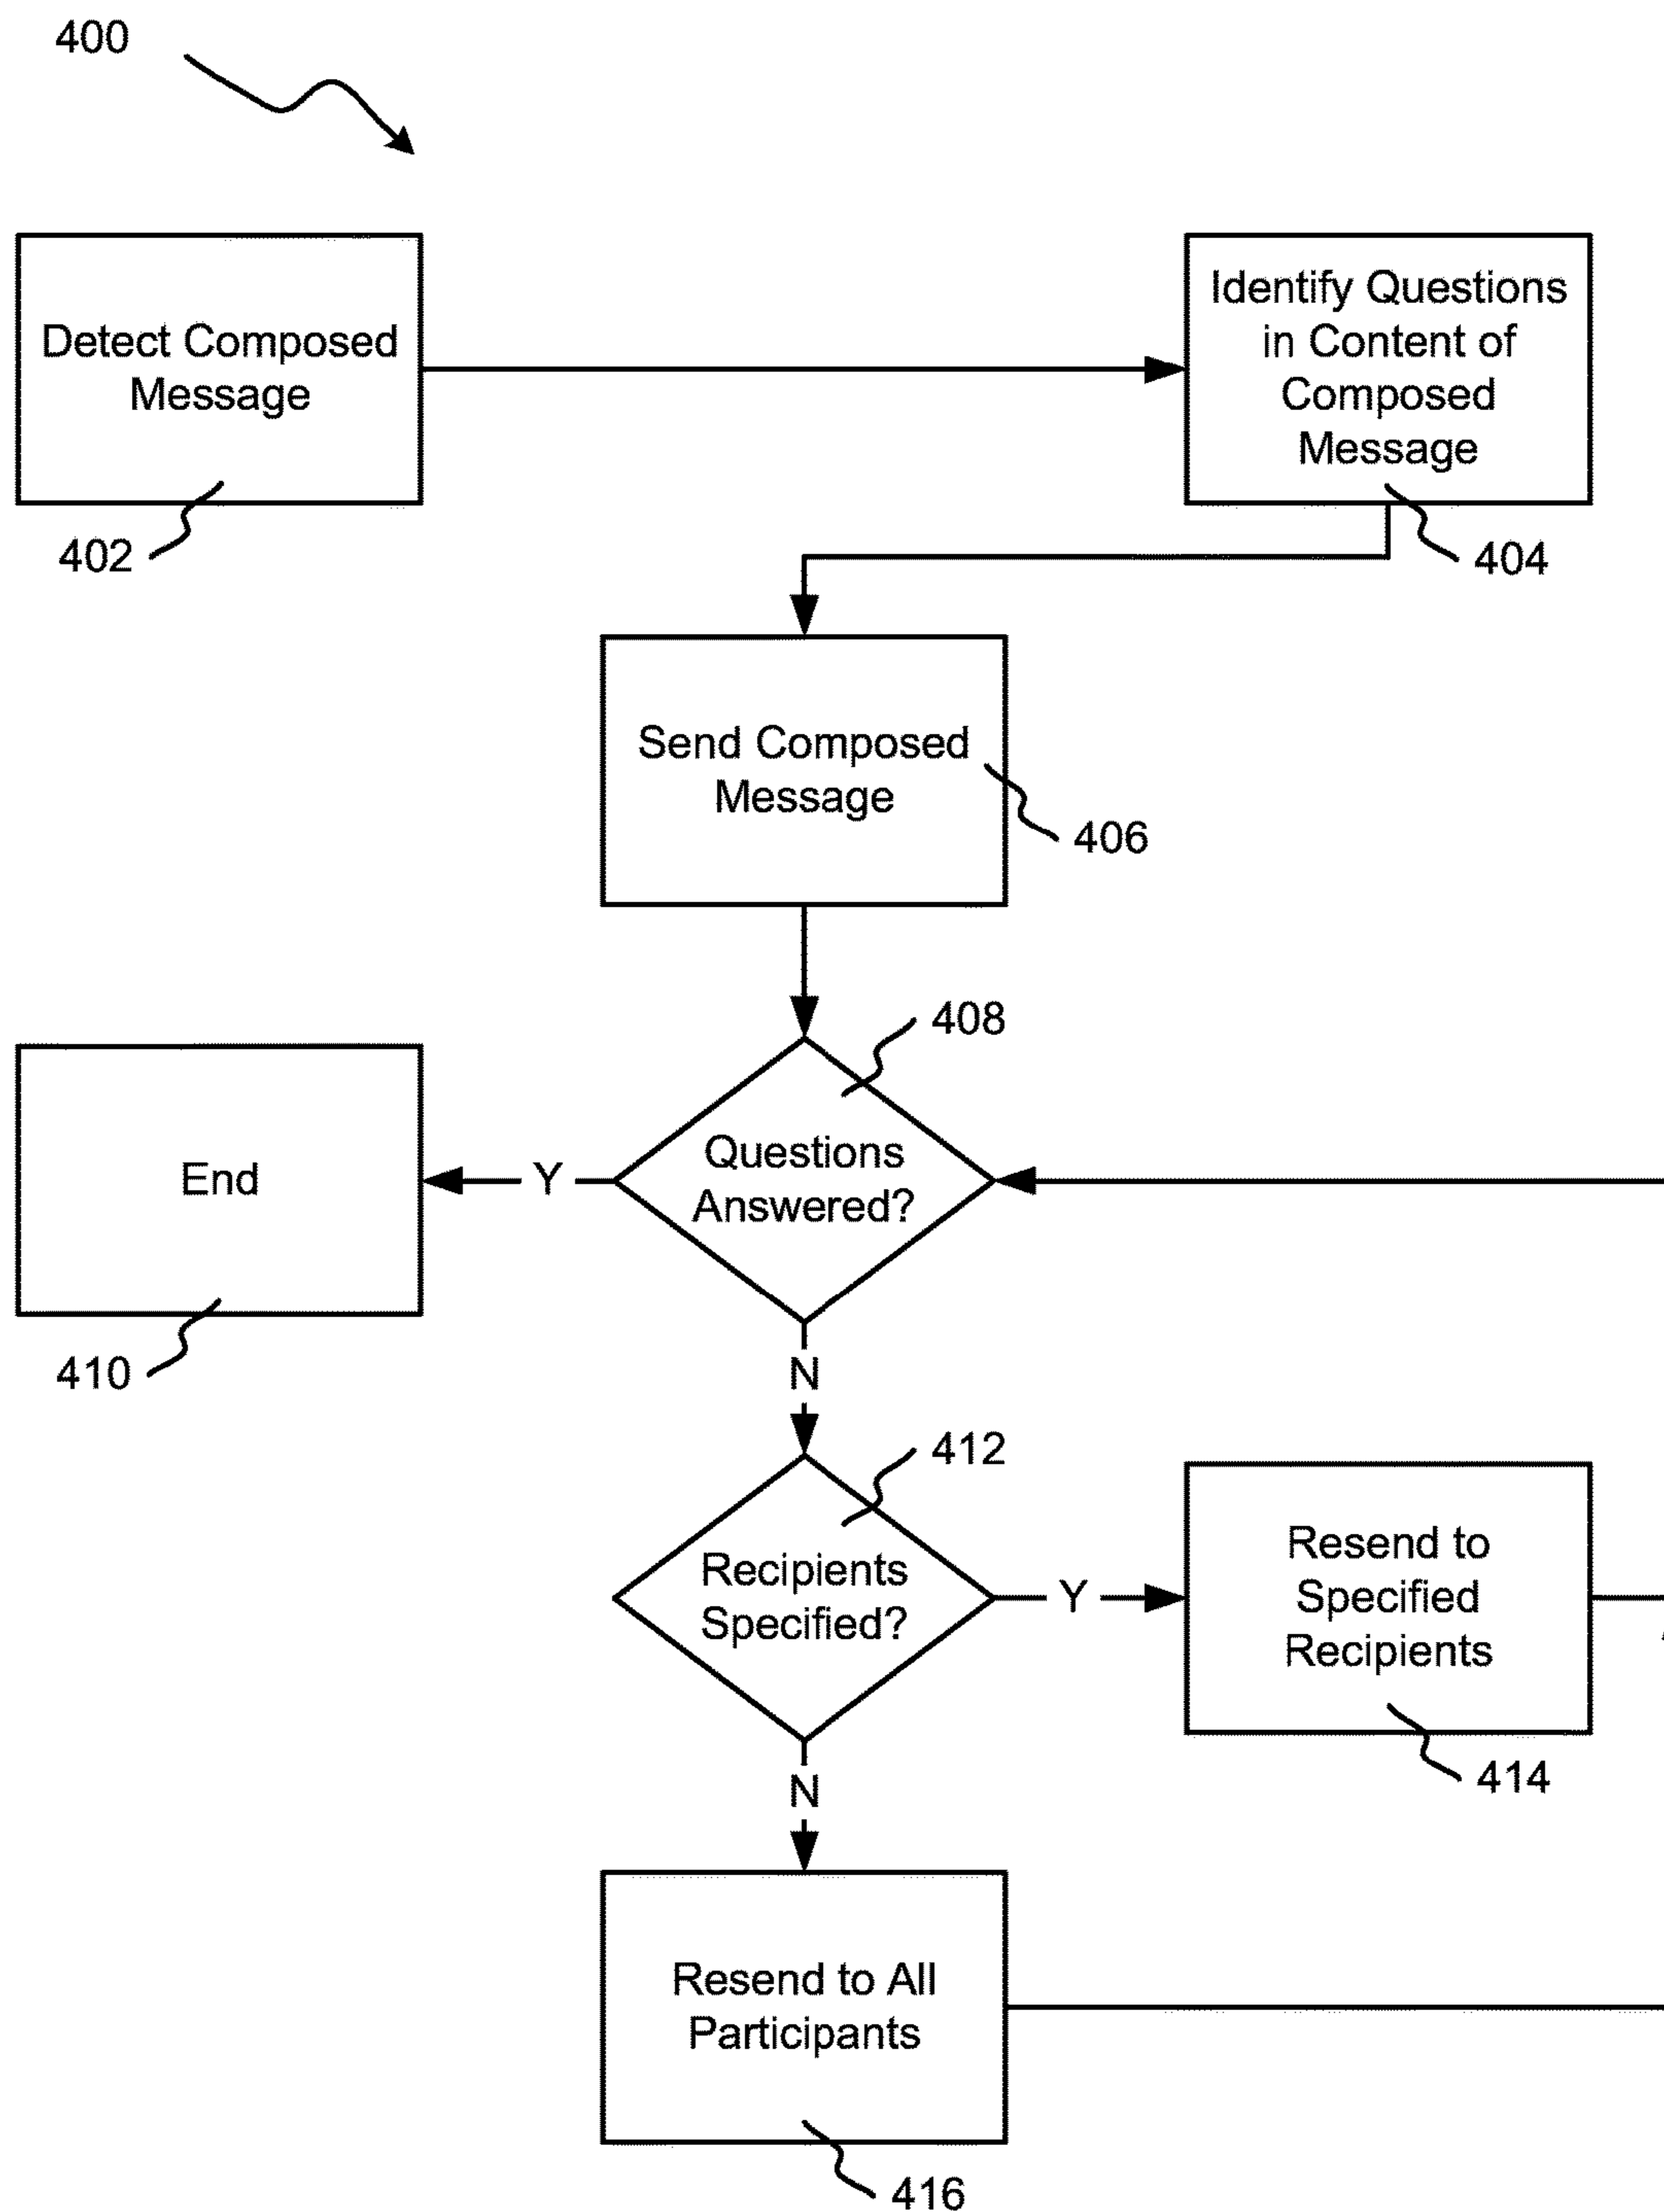 400
Detect Composed
Message
402
Identify Questions
in Content of
Composed
Message
404
Send Composed
Message
406
408
Questions
Answered?
Y
End
410
N
412
Recipients
Specified?
Y
Resend to
Specified
Recipients
414
N
Resend to All
Participants
416